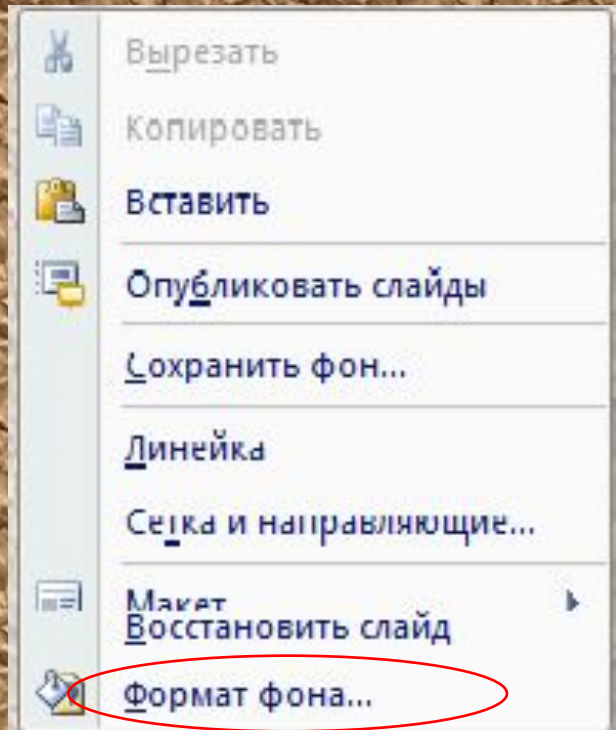 Вырезать
Копировать
Вставить
Опубликовать слайды
Сохранить фон...
Линейка
Сетка и направляющие...
Макет
Восстановить слайд
Формат фона...